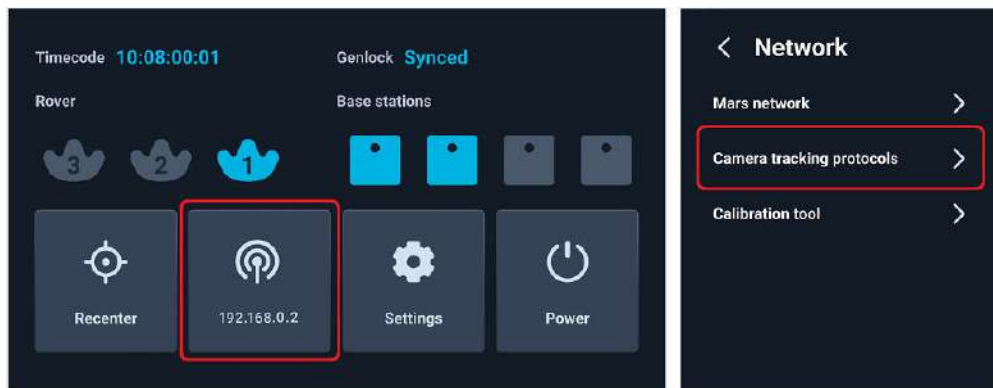 Timecode 10:08:00:01
Genlock Synced
Rover
Base stations
3 2 1
Recenter
192.168.0.2
Settings
Power
Network
Mars network
Camera tracking protocols
Calibration tool